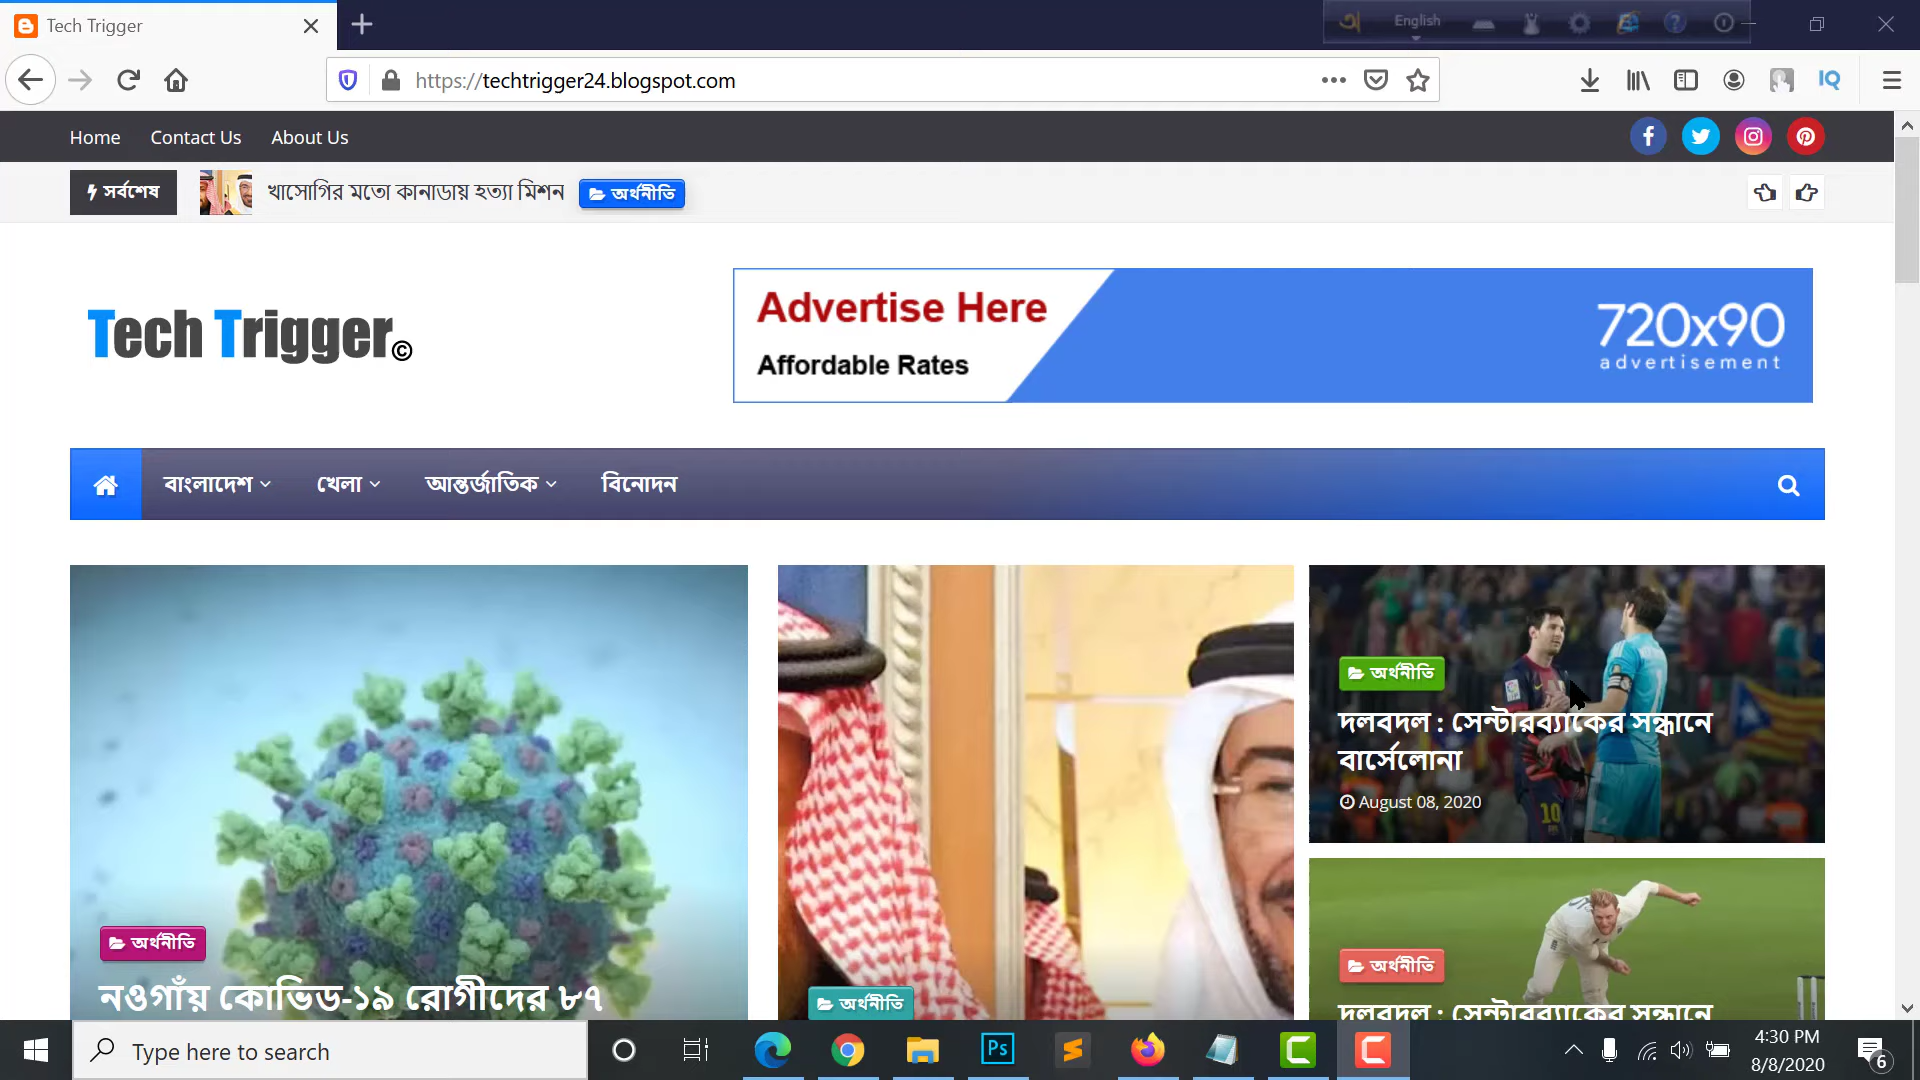 Tech Trigger
English
https://techtrigger24.blogspot.com
IQ
Home
Contact Us
About Us
সর্বশেষ
খাসোগির মতো কানাডায় হত্যা মিশন
অর্থনীতি
Tech Trigger©
Advertise Here
Affordable Rates
720x90
advertisement
বাংলাদেশ
খেলা
আন্তর্জাতিক
বিনোদন
অর্থনীতি
দলবদল : সেন্টারব্যাকের সন্ধানে
বার্সেলোনা
August 08, 2020
10
অর্থনীতি
নওগাঁয় কোভিড-১৯ রোগীদের ৮৭
অর্থনীতি
অর্থনীতি
দলবদল : সেন্টারব্যাকের সন্ধানে
Type here to search
Ps
4:30 PM
8/8/2020
6